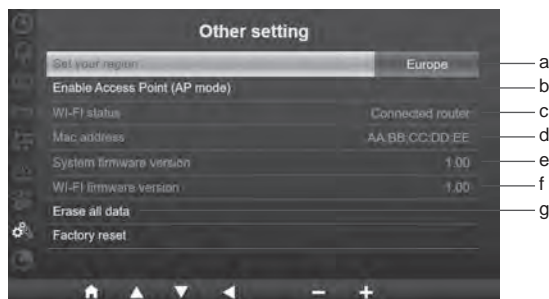 Other setting
Set your region Europe a
Enable Access Point (AP mode) b
WI-FI status Connected router c
Mac address AA:BB:CC:DD:EE d
System firmware version 1.00 e
WI-FI firmware version 1.00 f
Erase all data g
Factory reset